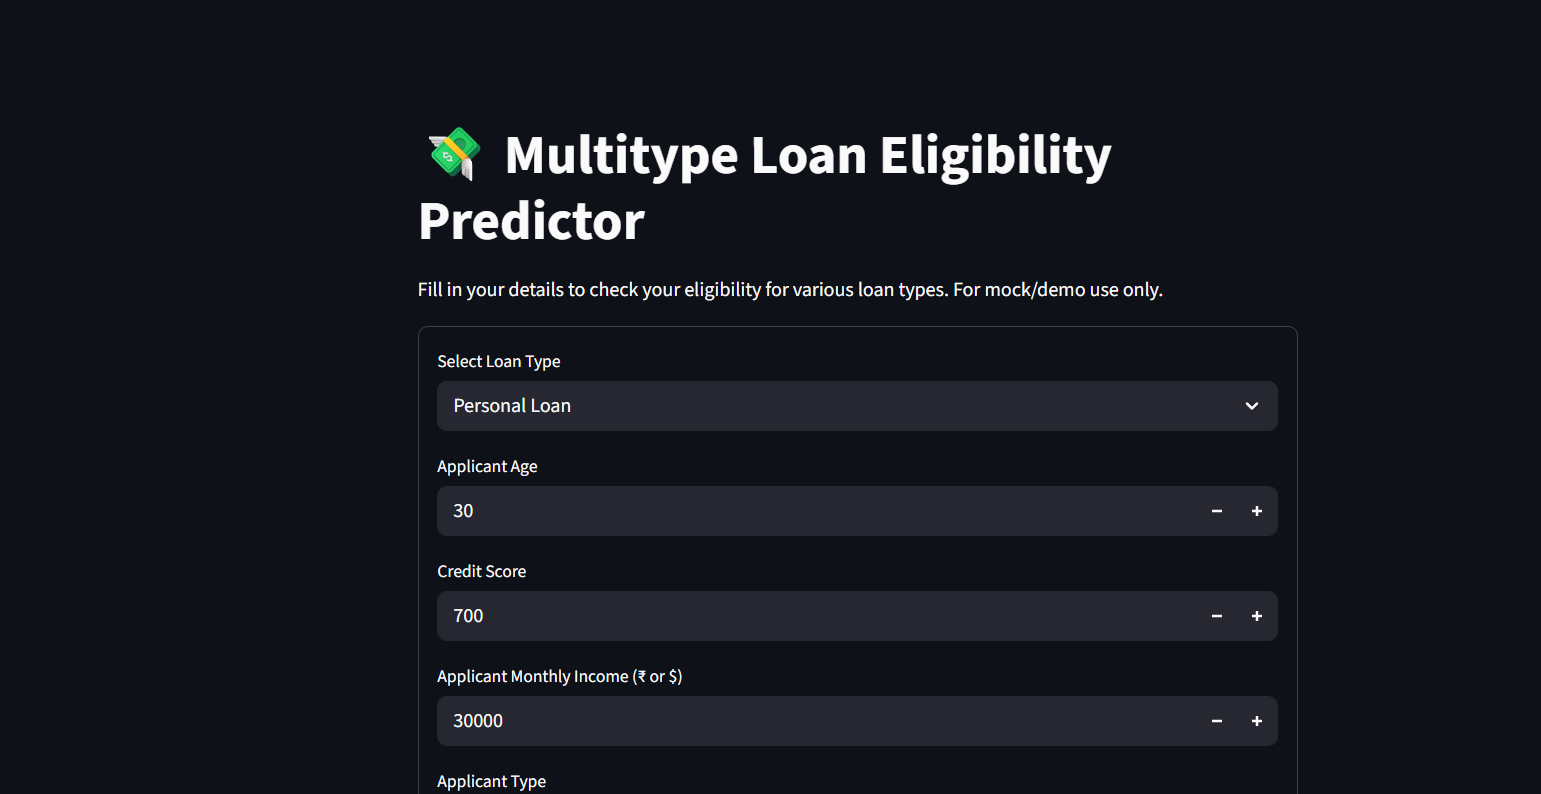 Multitype Loan Eligibility
Predictor
Fill in your details to check your eligibility for various loan types. For mock/demo use only.
Select Loan Type
Personal Loan
Applicant Age
30
Credit Score
700
Applicant Monthly Income (₹ or $)
30000
Applicant Type